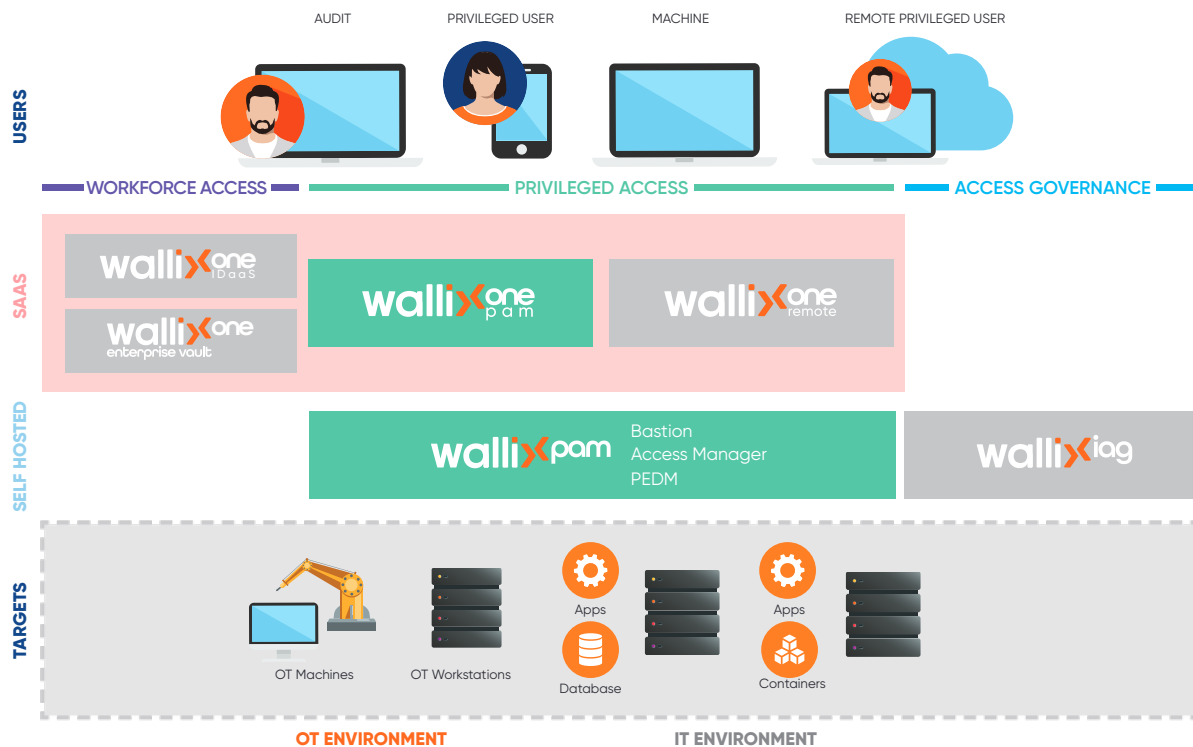 AUDIT
PRIVILEGED USER
MACHINE
REMOTE PRIVILEGED USER
USERS
WORKFORCE ACCESS
PRIVILEGED ACCESS
ACCESS GOVERNANCE
SAAS
wallix one
IDaaS
wallix one
enterprise vault
wallix one
pam
wallix one
remote
SELF HOSTED
wallix pam
Bastion
Access Manager
PEDM
wallix iag
TARGETS
OT Machines
OT Workstations
Apps
Database
Apps
Containers
OT ENVIRONMENT
IT ENVIRONMENT